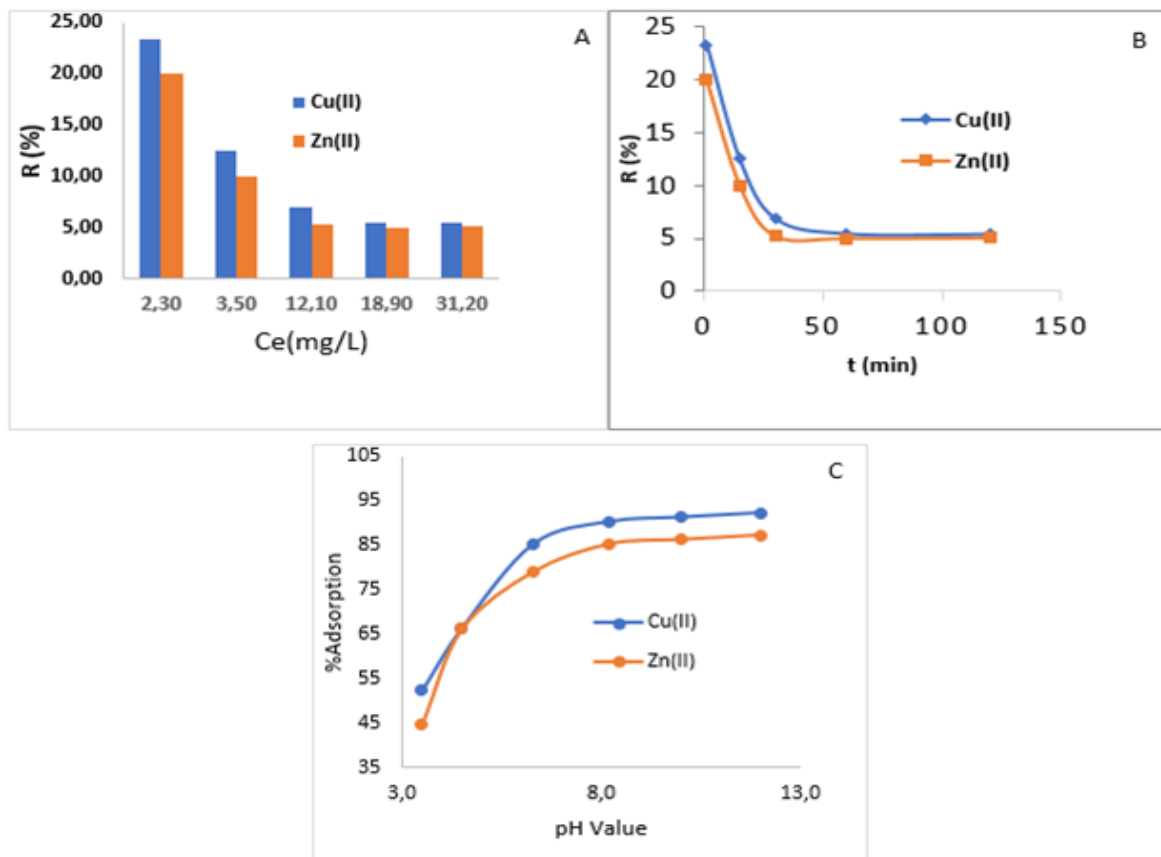 A
25,00
20,00
15,00
10,00
5,00
0,00
R (%)
Cu(II)
Zn(II)
2,30 3,50 12,10 18,90 31,20
Ce(mg/L)
B
25
20
15
10
5
0
R (%)
Cu(II)
Zn(II)
0 50 100 150
t (min)
C
105
95
85
75
65
55
45
35
%Adsorption
Cu(II)
Zn(II)
3,0 8,0 13,0
pH Value